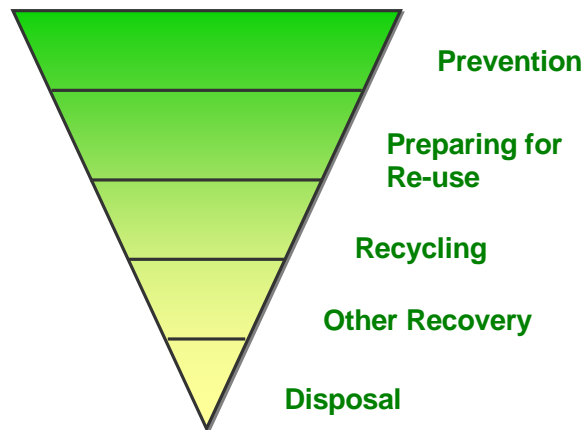 Prevention
Preparing for
Re-use
Recycling
Other Recovery
Disposal